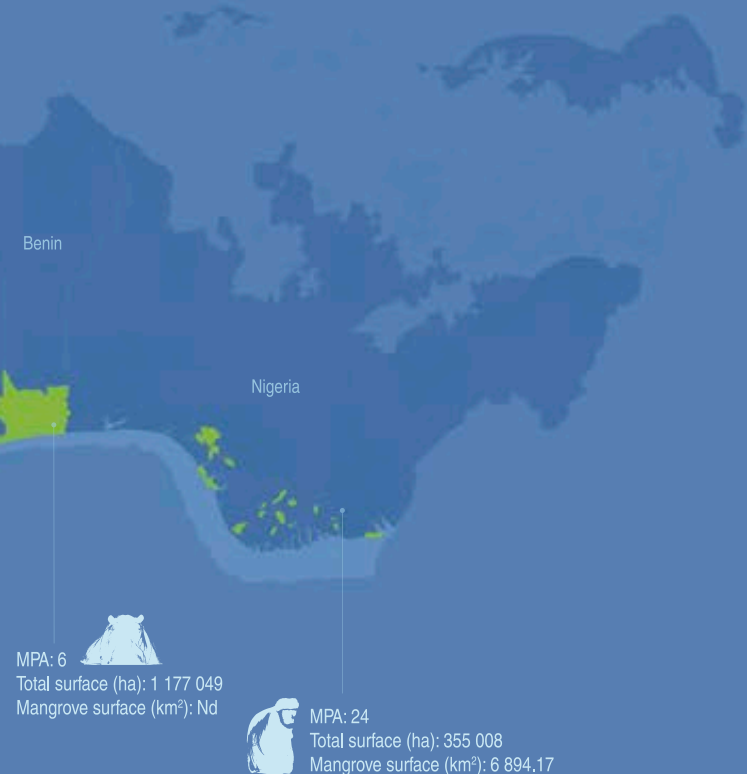 Benin
Nigeria
MPA: 6
Total surface (ha): 1 177 049
Mangrove surface (km²): Nd
MPA: 24
Total surface (ha): 355 008
Mangrove surface (km²): 6 894,17